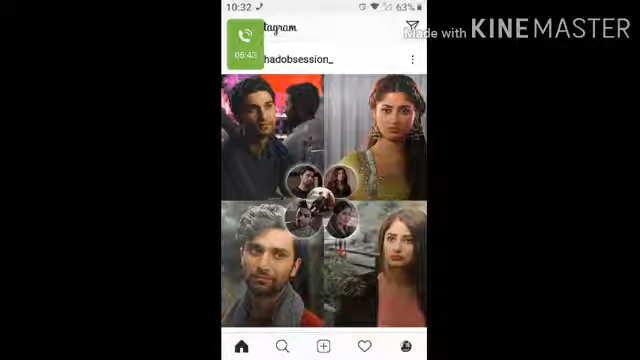 10:32
63%
Made with KINEMASTER
tagram
06:43
hadobsession_